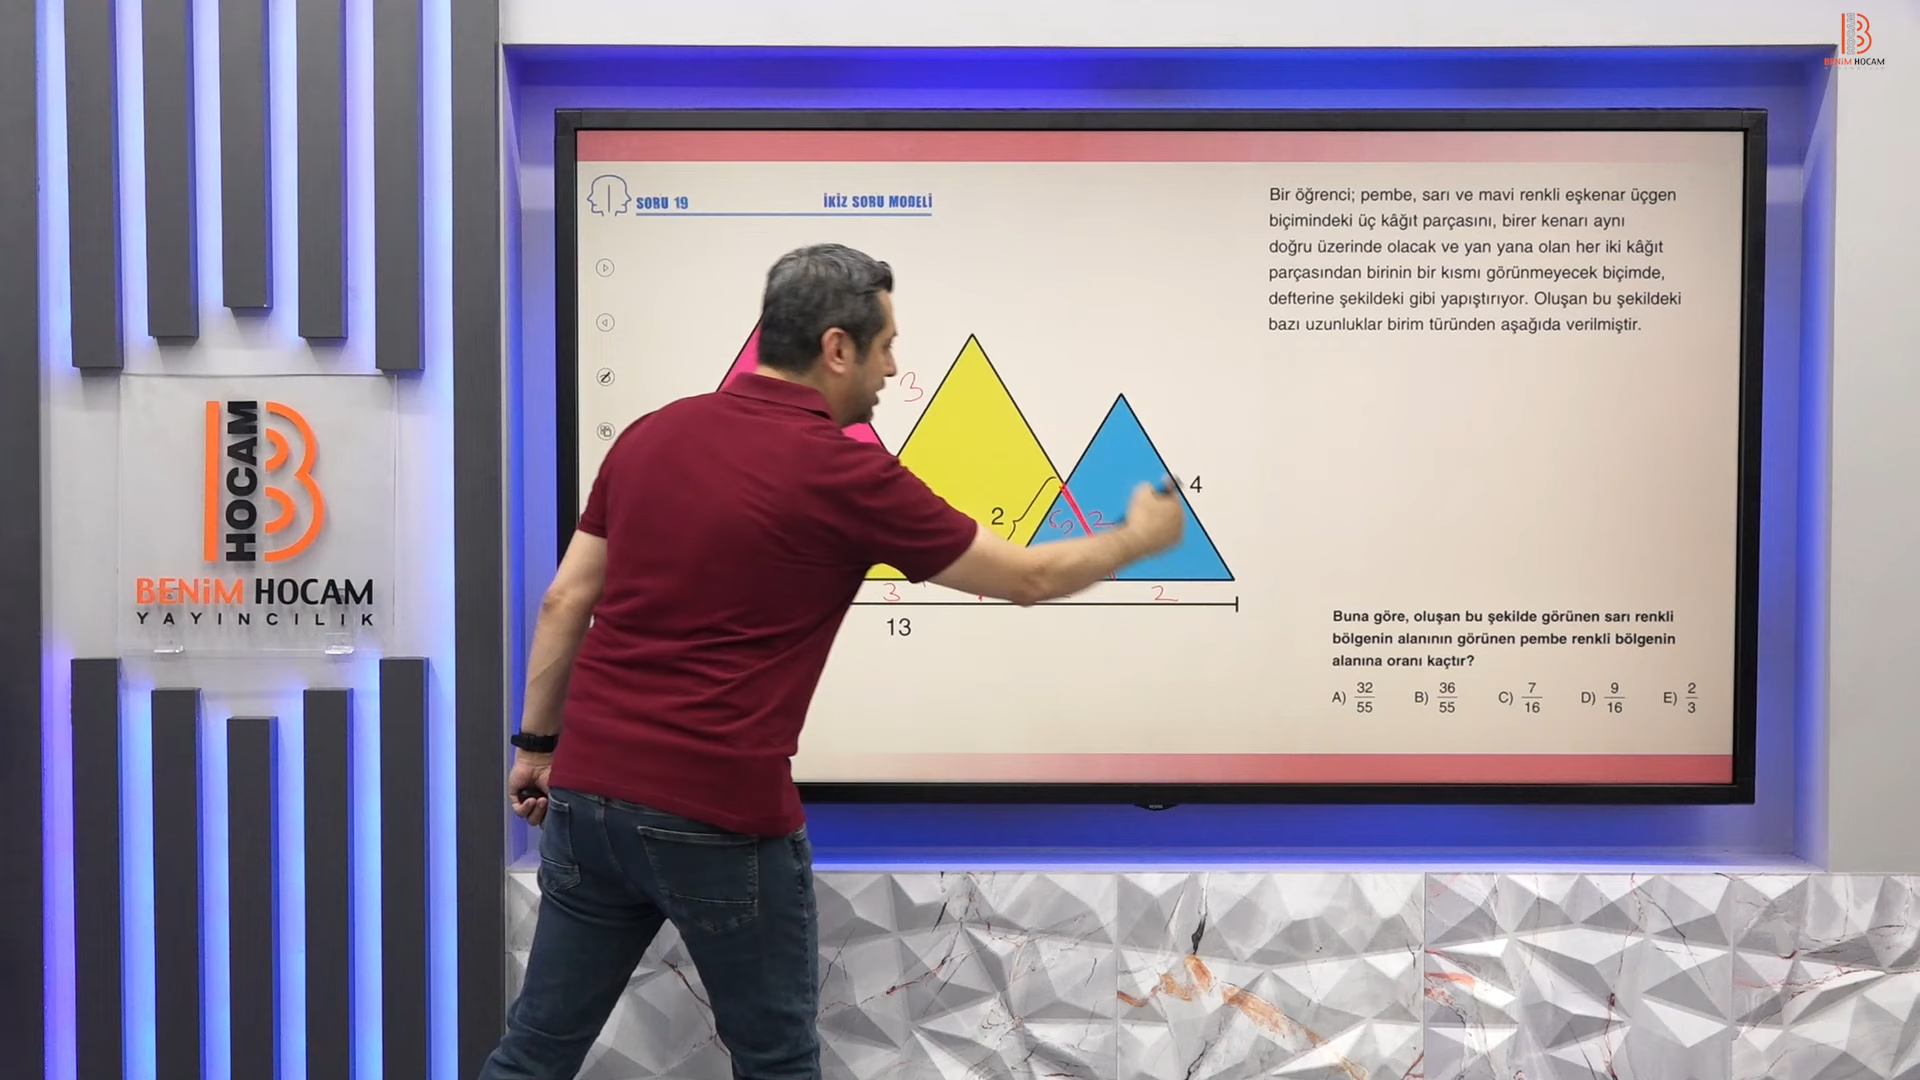 HOCAM
BENiM HOCAM
HOCAM
BENiM HOCAM
YAYINCILIK
SORU 19
İKİZ SORU MODELİ
Bir öğrenci; pembe, sarı ve mavi renkli eşkenar üçgen
biçimindeki üç kâğıt parçasını, birer kenarı aynı
doğru üzerinde olacak ve yan yana olan her iki kâğıt
parçasından birinin bir kısmı görünmeyecek biçimde,
defterine şekildeki gibi yapıştırıyor. Oluşan bu şekildeki
bazı uzunluklar birim türünden aşağıda verilmiştir.
3
4
2
2
3
2
13
Buna göre, oluşan bu şekilde görünen sarı renkli
bölgenin alanının görünen pembe renkli bölgenin
alanına oranı kaçtır?
A) 32/55 B) 36/55 C) 7/16 D) 9/16 E) 2/3